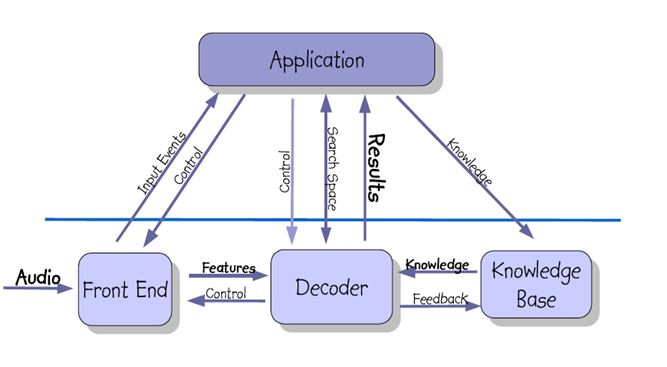 Application
Input Events
Control
Control
Search Space
Results
Knowledge
Audio
Front End
Features
Control
Decoder
Knowledge
Feedback
Knowledge
Base